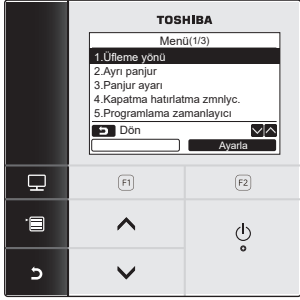 TOSHIBA
Menü(1/3)
1.Üfleme yönü
2.Ayrı panjur
3.Panjur ayarı
4.Kapatma hatırlatma zmnlyc.
5.Programlama zamanlayıcı
Dön
Ayarla
F1
F2